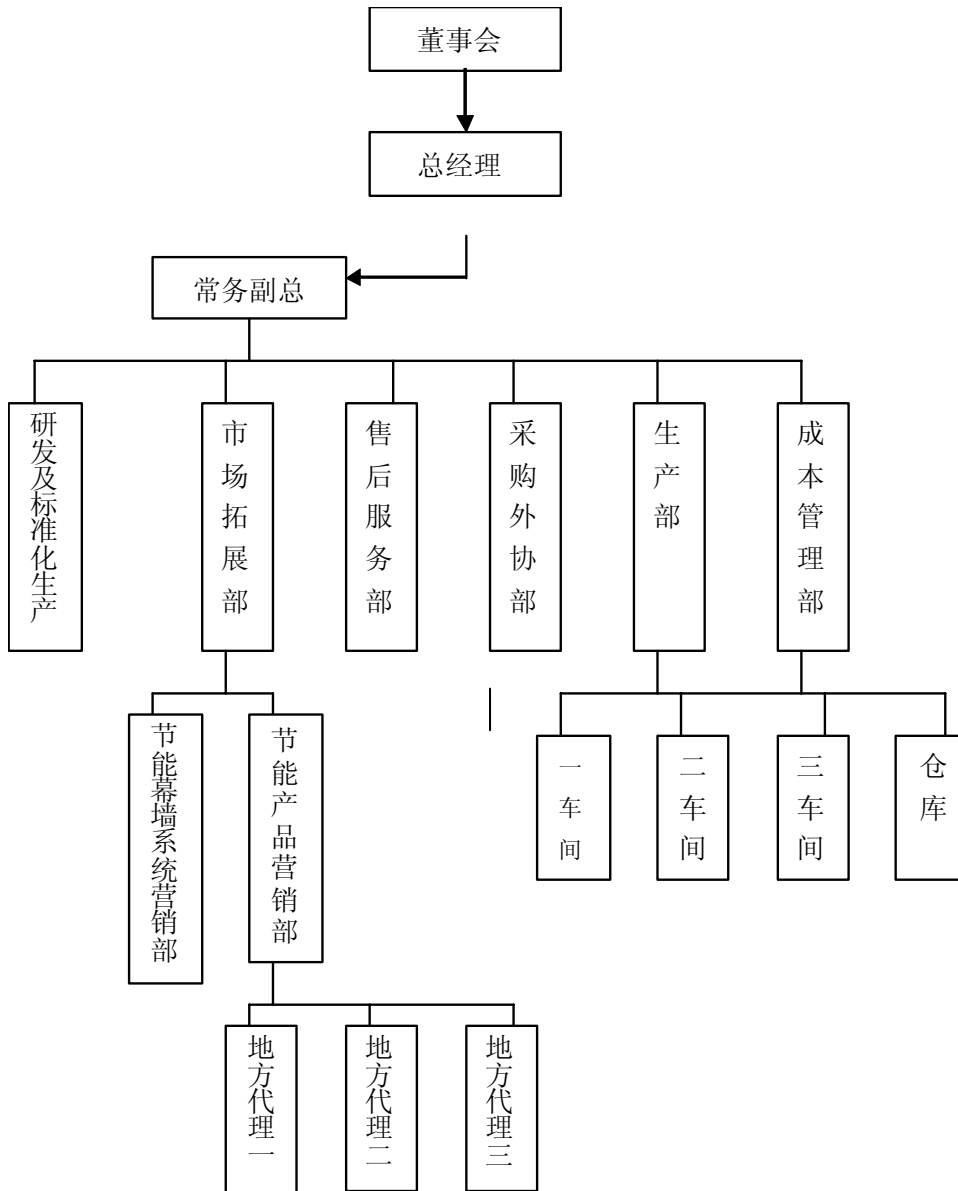 董事会
总经理
常务副总
研发及标准化生产
市场拓展部
售后服务部
采购外协部
生产部
成本管理部
节能幕墙系统营销部
节能产品营销部
一车间
二车间
三车间
仓库
地方代理一
地方代理二
地方代理三